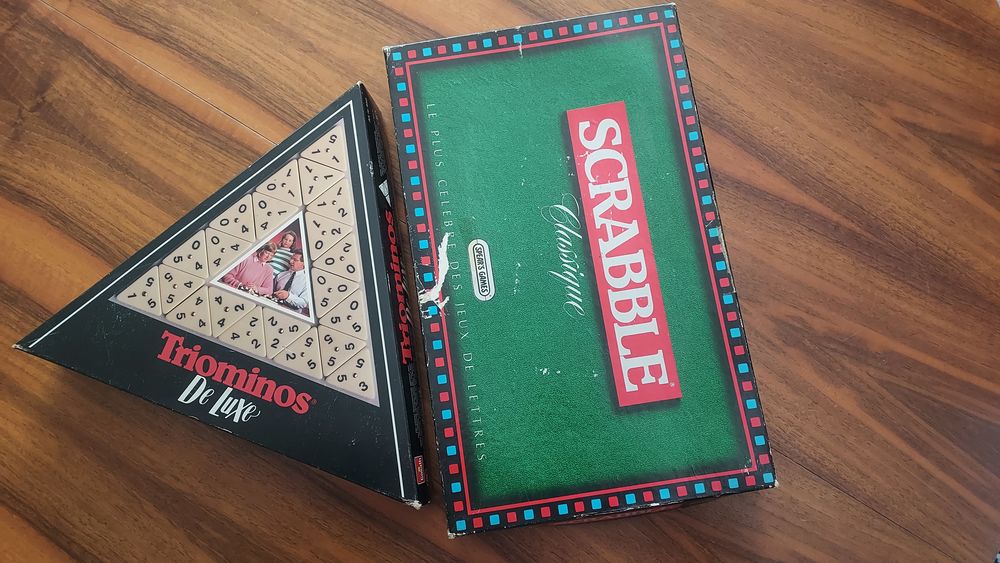 Triominos®
De Luxe
Triominos
SCRABBLE®
Classique
SPEAR'S GAMES
LE PLUS CELEBRE DES JEUX DE LETTRES